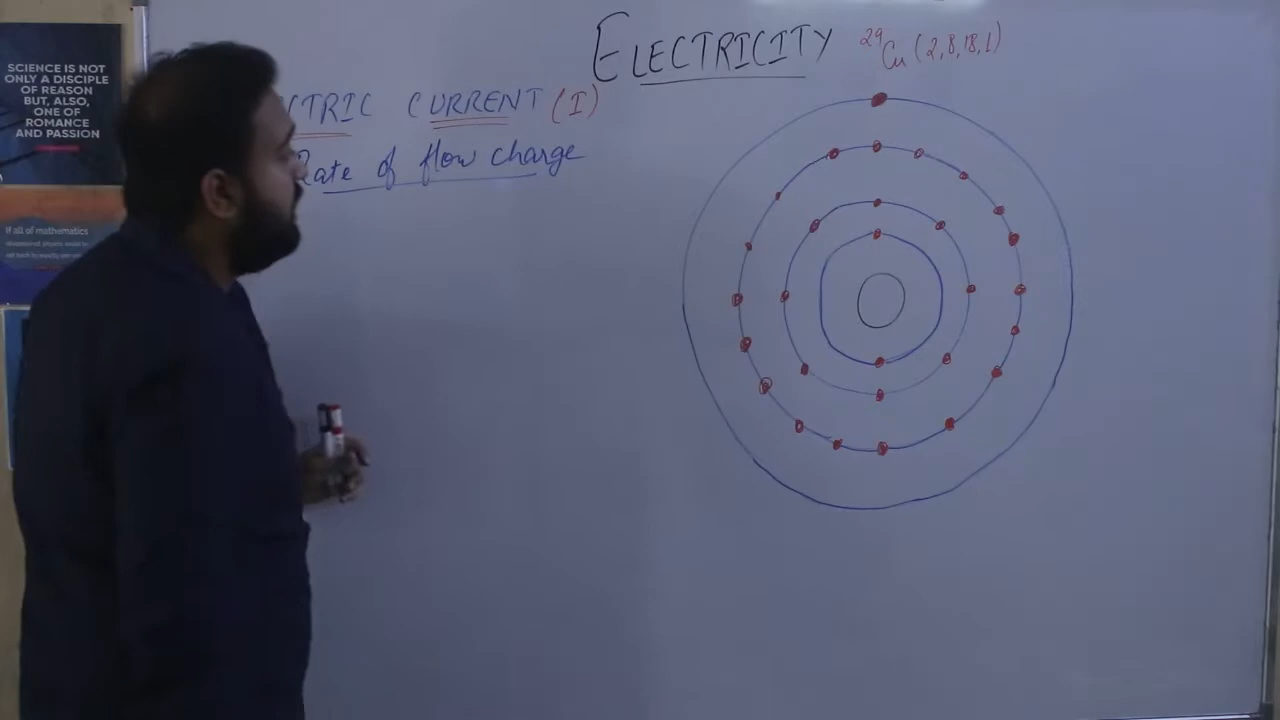 ELECTRICITY
²⁹Cu (2,8,18,1)
CTRIC CURRENT (I)
Rate of flow charge
SCIENCE IS NOT
ONLY A DISCIPLE
OF REASON
BUT, ALSO,
ONE OF
ROMANCE
AND PASSION
If all of mathematics